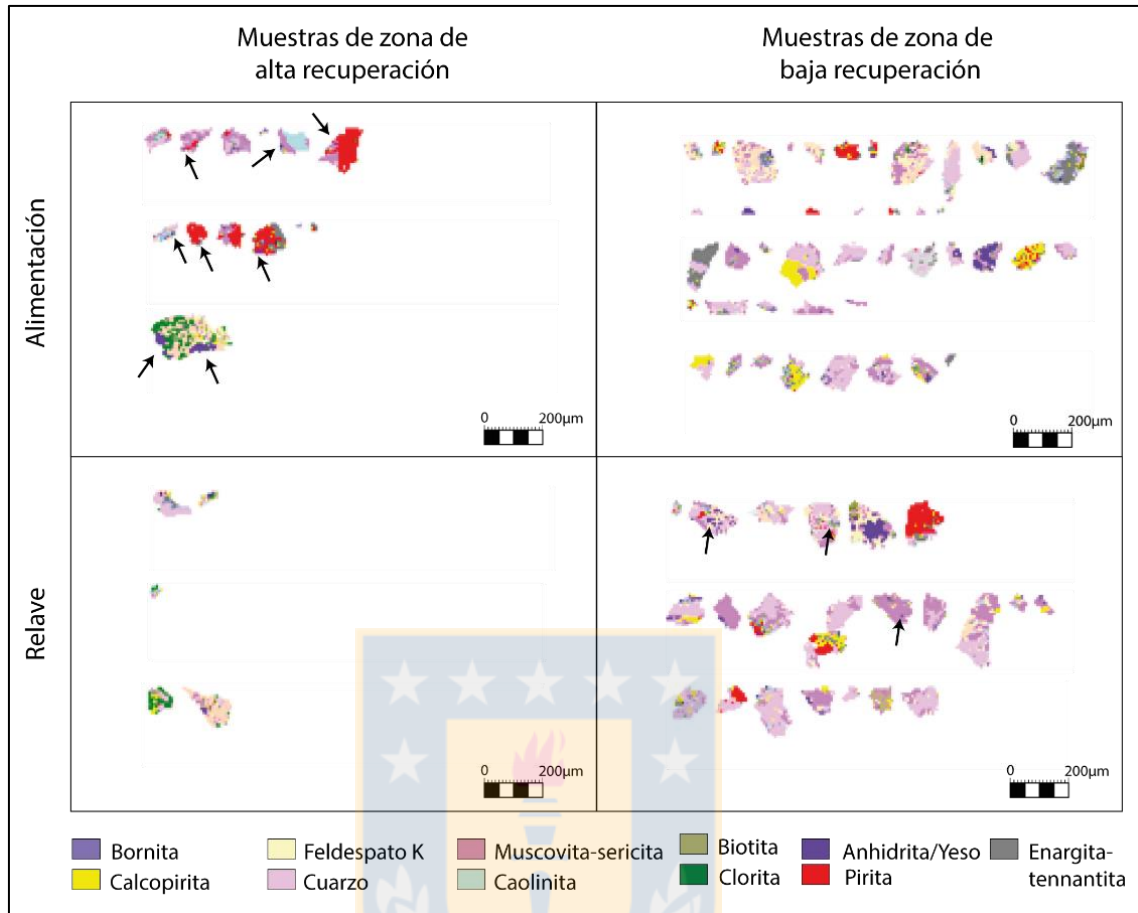 Muestras de zona de
alta recuperación
Muestras de zona de
baja recuperación
Alimentación
0 200µm
0 200µm
Relave
0 200µm
0 200µm
Bornita
Feldespato K
Muscovita-sericita
Biotita
Anhidrita/Yeso
Enargita-
tennantita
Calcopirita
Cuarzo
Caolinita
Clorita
Pirita